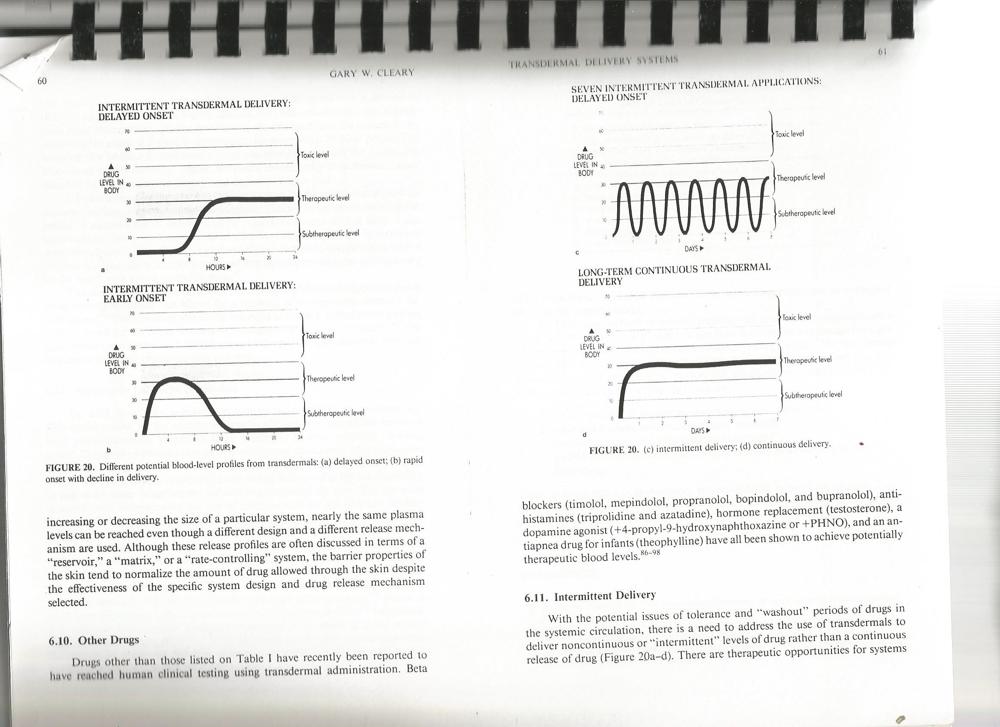 60
GARY W. CLEARY
INTERMITTENT TRANSDERMAL DELIVERY:
DELAYED ONSET
70
60
50
40
30
20
10
0
▲
DRUG
LEVEL IN
BODY
Toxic level
Therapeutic level
Subtherapeutic level
4 8 12 16 20 24
HOURS ▶
a
INTERMITTENT TRANSDERMAL DELIVERY:
EARLY ONSET
70
60
50
40
30
20
10
0
▲
DRUG
LEVEL IN
BODY
Toxic level
Therapeutic level
Subtherapeutic level
4 8 12 16 20 24
HOURS ▶
b
FIGURE 20. Different potential blood-level profiles from transdermals: (a) delayed onset; (b) rapid
onset with decline in delivery.
increasing or decreasing the size of a particular system, nearly the same plasma
levels can be reached even though a different design and a different release mech-
anism are used. Although these release profiles are often discussed in terms of a
“reservoir,” a “matrix,” or a “rate-controlling” system, the barrier properties of
the skin tend to normalize the amount of drug allowed through the skin despite
the effectiveness of the specific system design and drug release mechanism
selected.
6.10. Other Drugs
Drugs other than those listed on Table I have recently been reported to
have reached human clinical testing using transdermal administration. Beta
TRANSDERMAL DELIVERY SYSTEMS
61
SEVEN INTERMITTENT TRANSDERMAL APPLICATIONS:
DELAYED ONSET
70
60
50
40
30
20
10
0
▲
DRUG
LEVEL IN
BODY
Toxic level
Therapeutic level
Subtherapeutic level
1 2 3 4 5 6 7
DAYS ▶
c
LONG-TERM CONTINUOUS TRANSDERMAL
DELIVERY
70
60
50
40
30
20
10
0
▲
DRUG
LEVEL IN
BODY
Toxic level
Therapeutic level
Subtherapeutic level
1 2 3 4 5 6 7
DAYS ▶
d
FIGURE 20. (c) intermittent delivery; (d) continuous delivery.
blockers (timolol, mepindolol, propranolol, bopindolol, and bupranolol), anti-
histamines (triprolidine and azatadine), hormone replacement (testosterone), a
dopamine agonist (+4-propyl-9-hydroxynaphthoxazine or +PHNO), and an an-
tiapnea drug for infants (theophylline) have all been shown to achieve potentially
therapeutic blood levels.86–98
6.11. Intermittent Delivery
With the potential issues of tolerance and “washout” periods of drugs in
the systemic circulation, there is a need to address the use of transdermals to
deliver noncontinuous or “intermittent” levels of drug rather than a continuous
release of drug (Figure 20a–d). There are therapeutic opportunities for systems